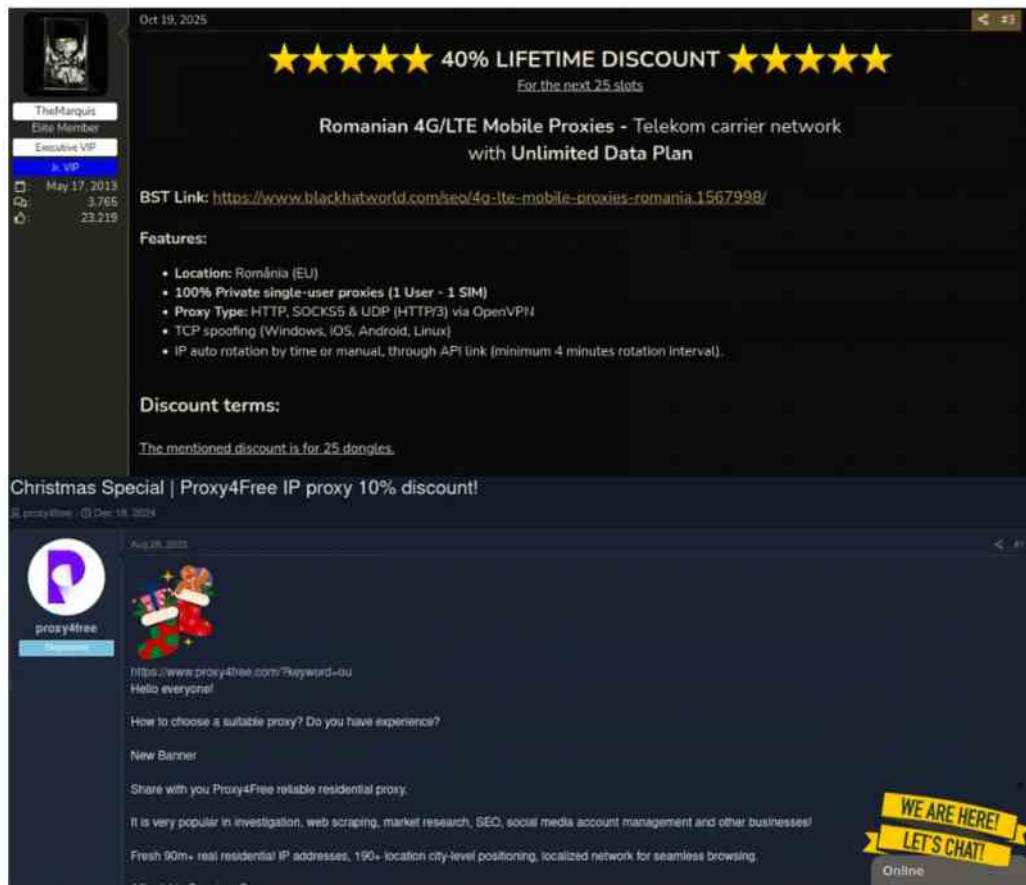 Oct 19, 2025
#3
40% LIFETIME DISCOUNT
For the next 25 slots
TheMarquis
Elite Member
Executive VIP
Jr. VIP
May 17, 2013
3.765
23.219
Romanian 4G/LTE Mobile Proxies - Telekom carrier network
with Unlimited Data Plan
BST Link: https://www.blackhatworld.com/seo/4g-lte-mobile-proxies-romania.1567998/
Features:
• Location: România (EU)
• 100% Private single-user proxies (1 User - 1 SIM)
• Proxy Type: HTTP, SOCKS5 & UDP (HTTP/3) via OpenVPN
• TCP spoofing (Windows, iOS, Android, Linux)
• IP auto rotation by time or manual, through API link (minimum 4 minutes rotation interval).
Discount terms:
The mentioned discount is for 25 dongles.
Christmas Special | Proxy4Free IP proxy 10% discount!
proxy4free · Dec 18, 2024
#1
proxy4free
https://www.proxy4free.com/?keyword=ou
Hello everyone!
How to choose a suitable proxy? Do you have experience?
New Banner
Share with you Proxy4Free reliable residential proxy.
It is very popular in investigation, web scraping, market research, SEO, social media account management and other businesses!
Fresh 90m+ real residential IP addresses, 190+ location city-level positioning, localized network for seamless browsing.
WE ARE HERE!
LET'S CHAT!
Online